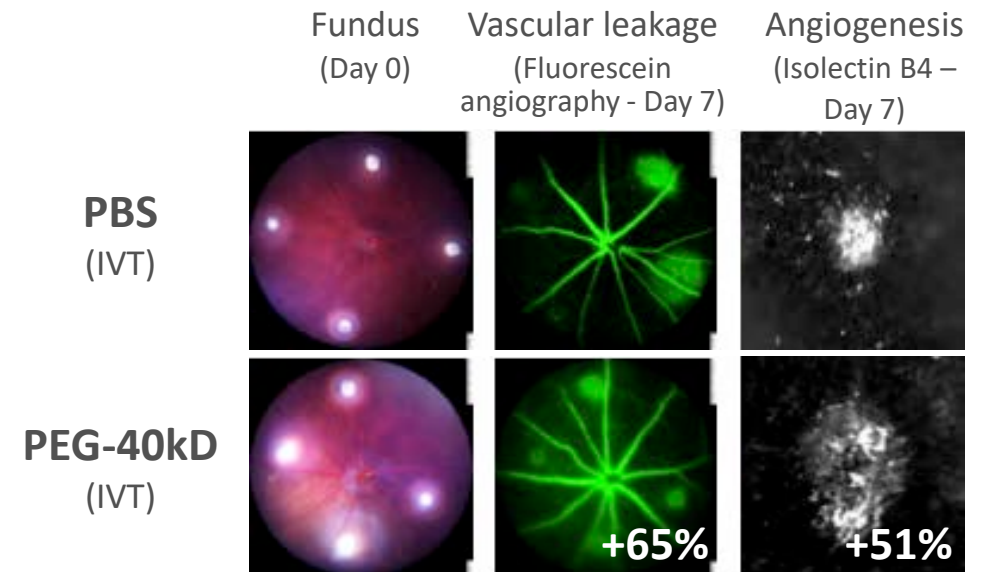 Fundus
(Day 0)
Vascular leakage
(Fluorescein
angiography - Day 7)
Angiogenesis
(Isolectin B4 –
Day 7)
PBS
(IVT)
PEG-40kD
(IVT)
+65%
+51%